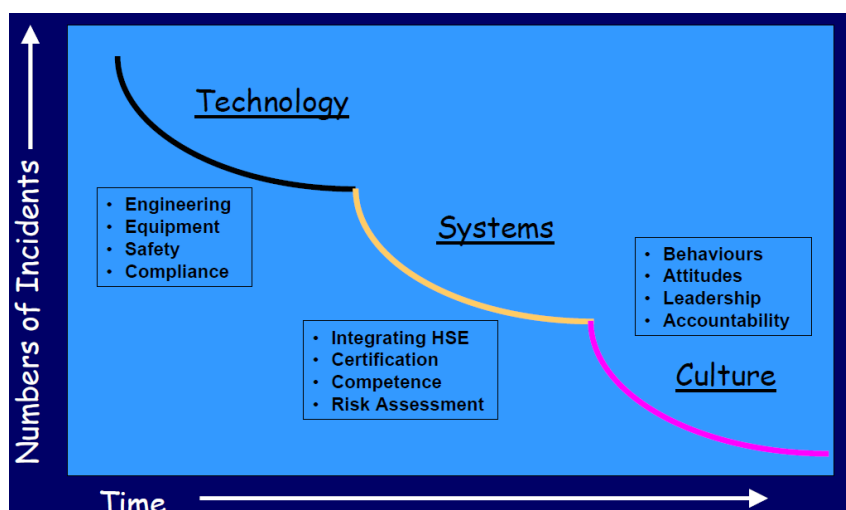 Numbers of Incidents
Technology
• Engineering
• Equipment
• Safety
• Compliance
Systems
• Integrating HSE
• Certification
• Competence
• Risk Assessment
• Behaviours
• Attitudes
• Leadership
• Accountability
Culture
Time